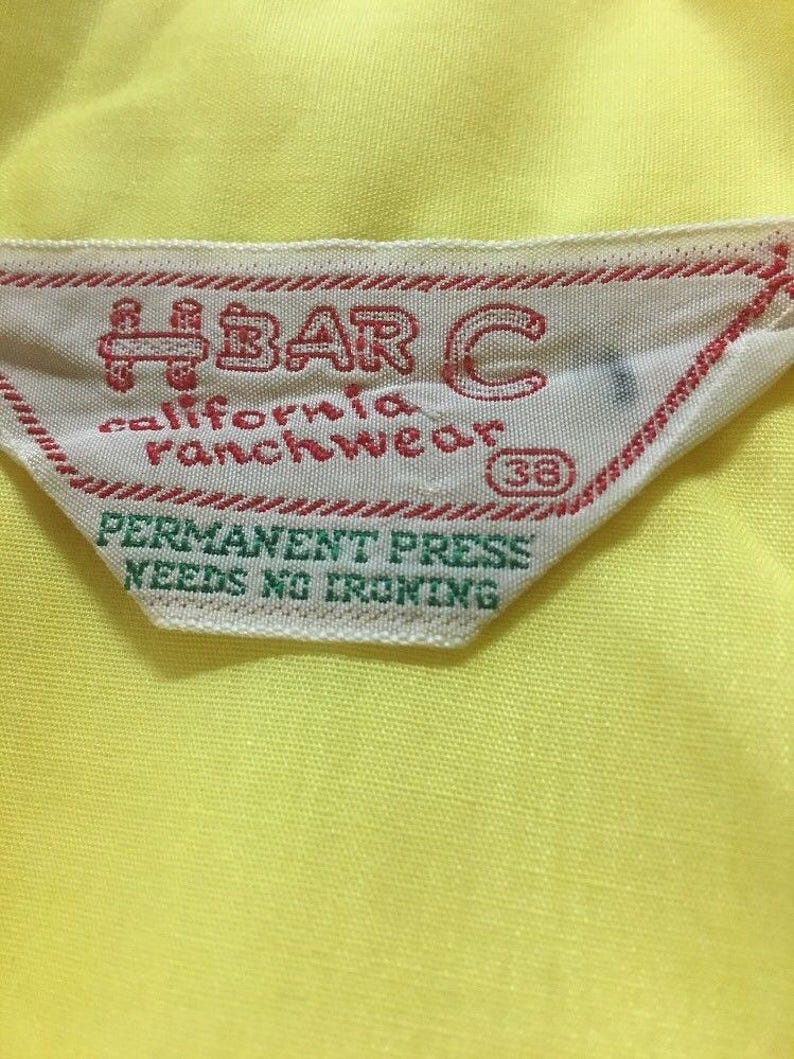 H BAR C
california
ranchwear
38
PERMANENT PRESS
NEEDS NO IRONING